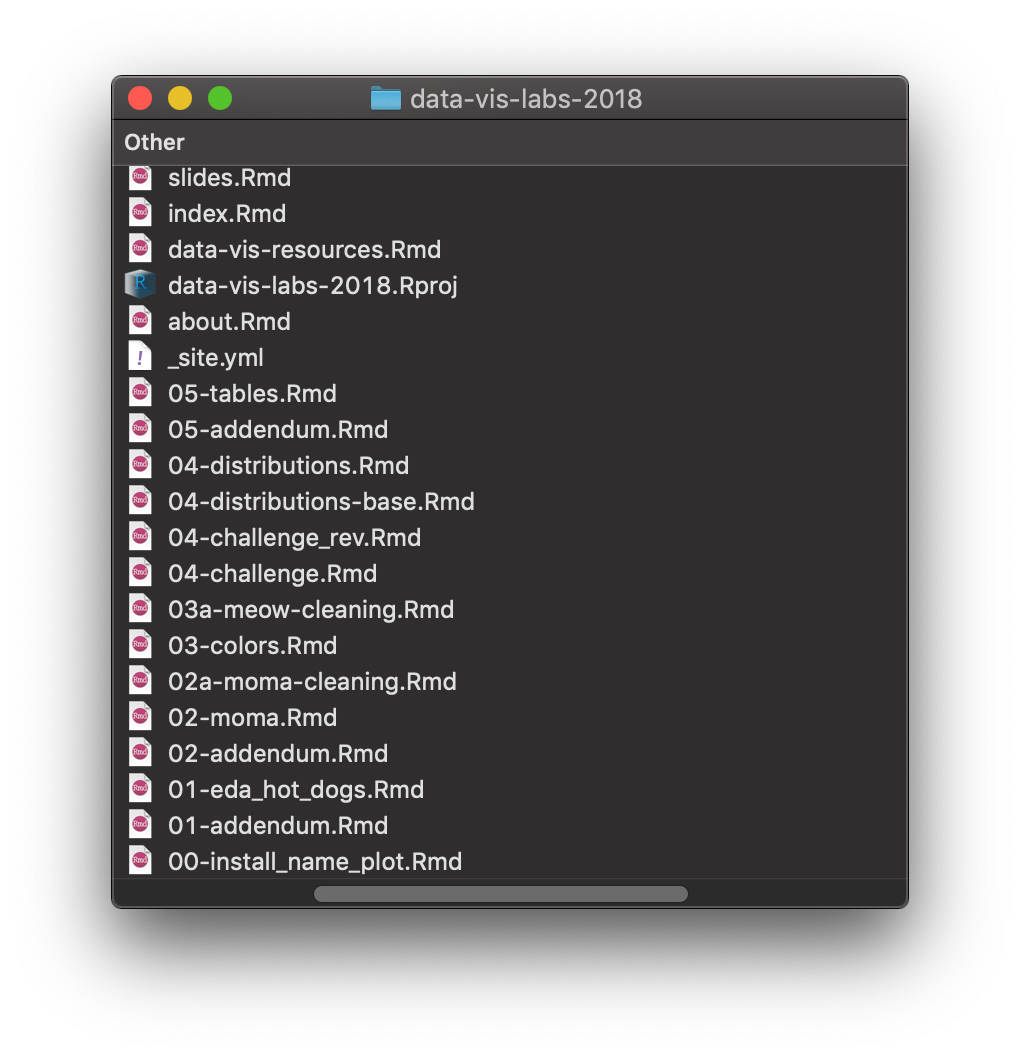 data-vis-labs-2018
Other
slides.Rmd
index.Rmd
data-vis-resources.Rmd
data-vis-labs-2018.Rproj
about.Rmd
_site.yml
05-tables.Rmd
05-addendum.Rmd
04-distributions.Rmd
04-distributions-base.Rmd
04-challenge_rev.Rmd
04-challenge.Rmd
03a-meow-cleaning.Rmd
03-colors.Rmd
02a-moma-cleaning.Rmd
02-moma.Rmd
02-addendum.Rmd
01-eda_hot_dogs.Rmd
01-addendum.Rmd
00-install_name_plot.Rmd